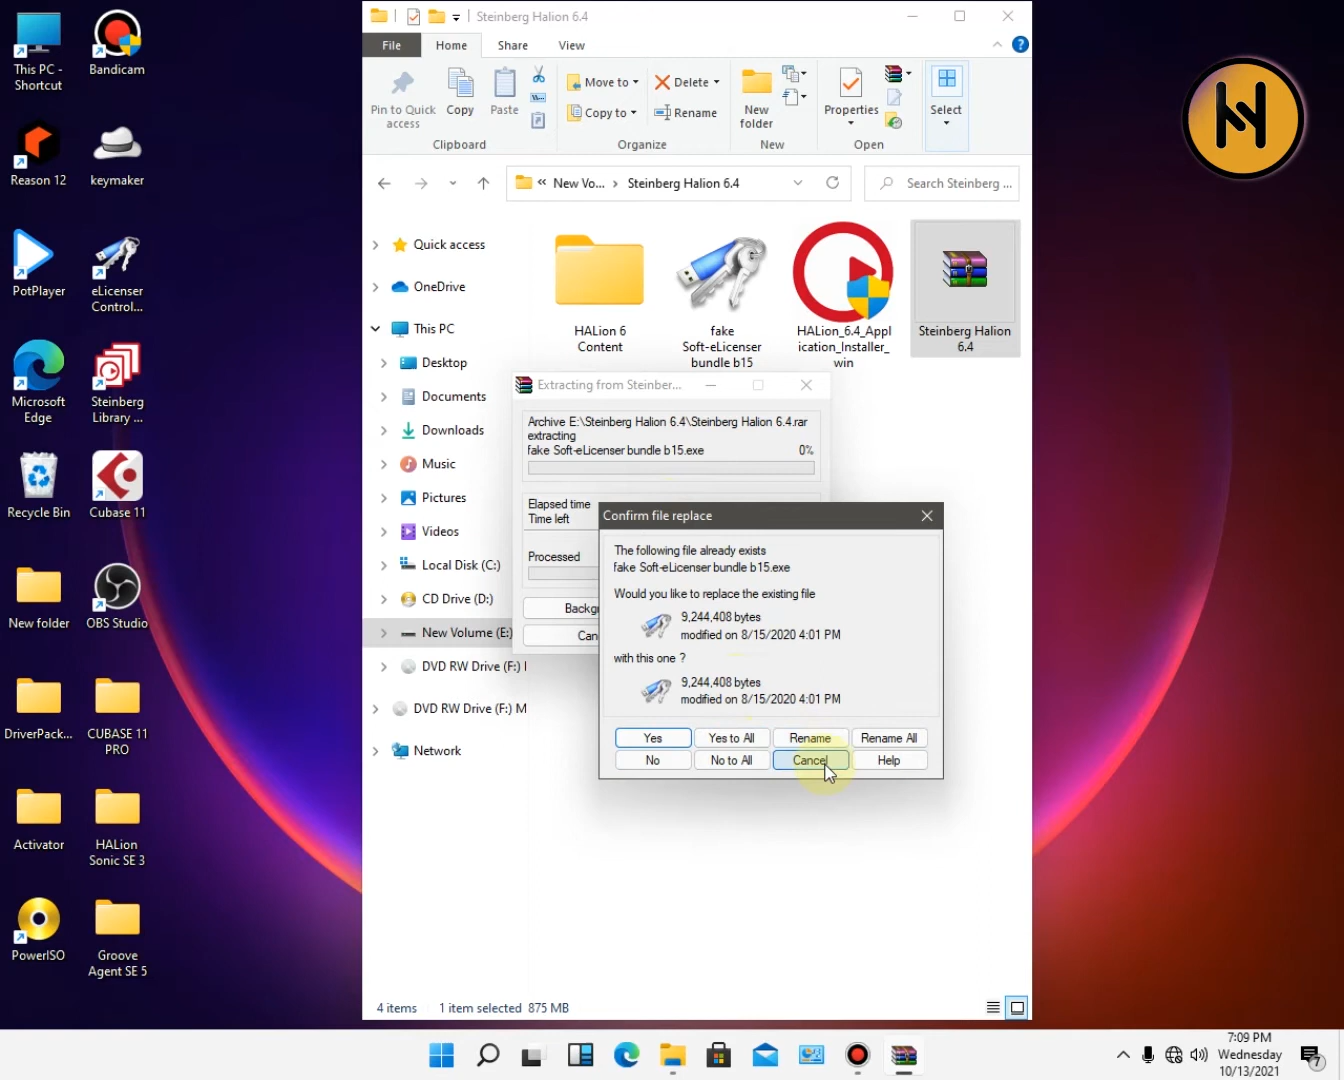 Steinberg Halion 6.4
File
Home
Share
View
Pin to Quick
access
Copy
Paste
Move to
Copy to
Delete
Rename
New
folder
Properties
Select
Clipboard
Organize
New
Open
« New Vo... › Steinberg Halion 6.4
Search Steinberg ...
Quick access
OneDrive
This PC
Desktop
Documents
Downloads
Music
Pictures
Videos
Local Disk (C:)
CD Drive (D:)
New Volume (E:)
DVD RW Drive (F:) I
DVD RW Drive (F:) M
Network
HALion 6
Content
fake
Soft-eLicenser
bundle b15
HALion_6.4_Appl
ication_Installer_
win
Steinberg Halion
6.4
Extracting from Steinber...
Archive E:\Steinberg Halion 6.4\Steinberg Halion 6.4.rar
extracting
fake Soft-eLicenser bundle b15.exe 0%
Elapsed time
Time left
Processed
Backgr
Can
Confirm file replace
The following file already exists
fake Soft-eLicenser bundle b15.exe
Would you like to replace the existing file
9,244,408 bytes
modified on 8/15/2020 4:01 PM
with this one ?
9,244,408 bytes
modified on 8/15/2020 4:01 PM
Yes
Yes to All
Rename
Rename All
No
No to All
Cancel
Help
4 items
1 item selected 875 MB
This PC -
Shortcut
Bandicam
Reason 12
keymaker
PotPlayer
eLicenser
Control...
Microsoft
Edge
Steinberg
Library ...
Recycle Bin
Cubase 11
New folder
OBS Studio
DriverPack...
CUBASE 11
PRO
Activator
HALion
Sonic SE 3
PowerISO
Groove
Agent SE 5
7:09 PM
Wednesday
10/13/2021
7